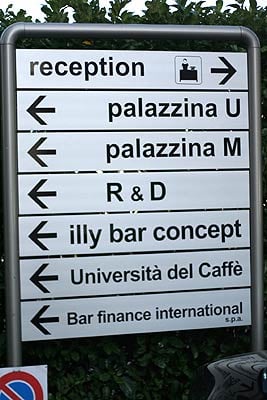 reception
palazzina U
palazzina M
R & D
illy bar concept
Università del Caffè
Bar finance international
s.p.a.